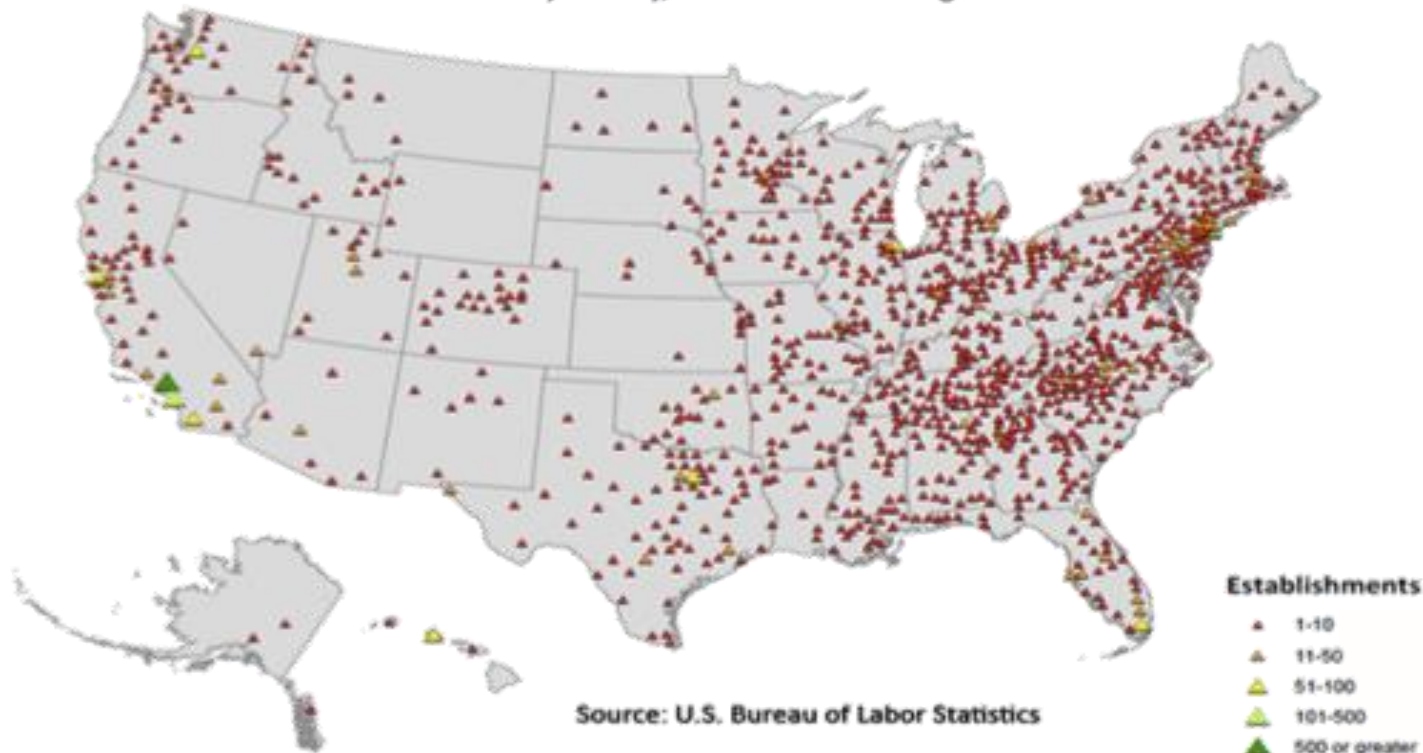 Establishments
1-10
11-50
51-100
101-500
500 or greater
Source: U.S. Bureau of Labor Statistics